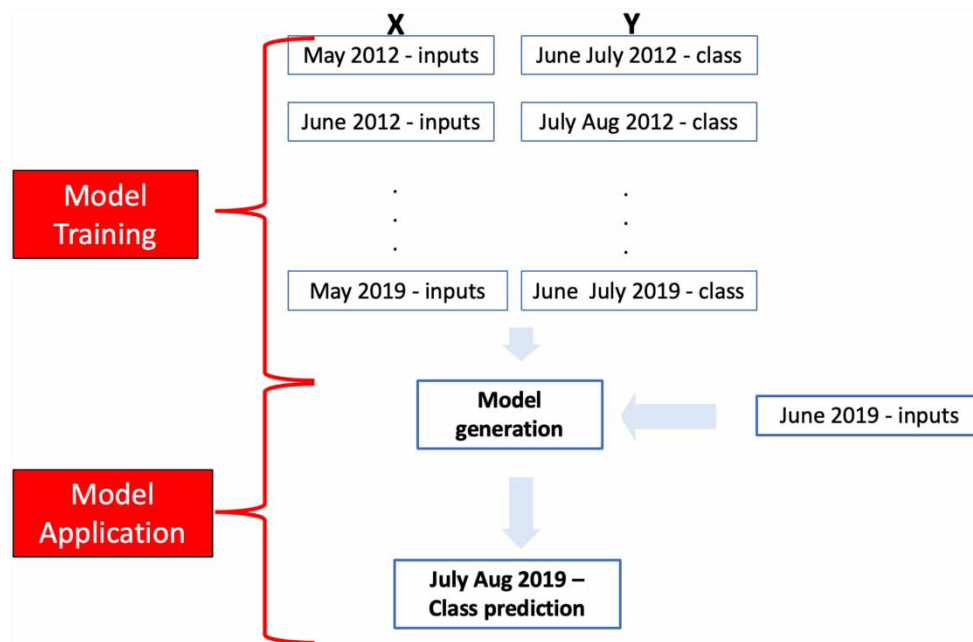 X
Y
May 2012 - inputs
June July 2012 - class
June 2012 - inputs
July Aug 2012 - class
Model
Training
.
.
.
.
.
.
May 2019 - inputs
June July 2019 - class
Model
generation
June 2019 - inputs
Model
Application
July Aug 2019 –
Class prediction